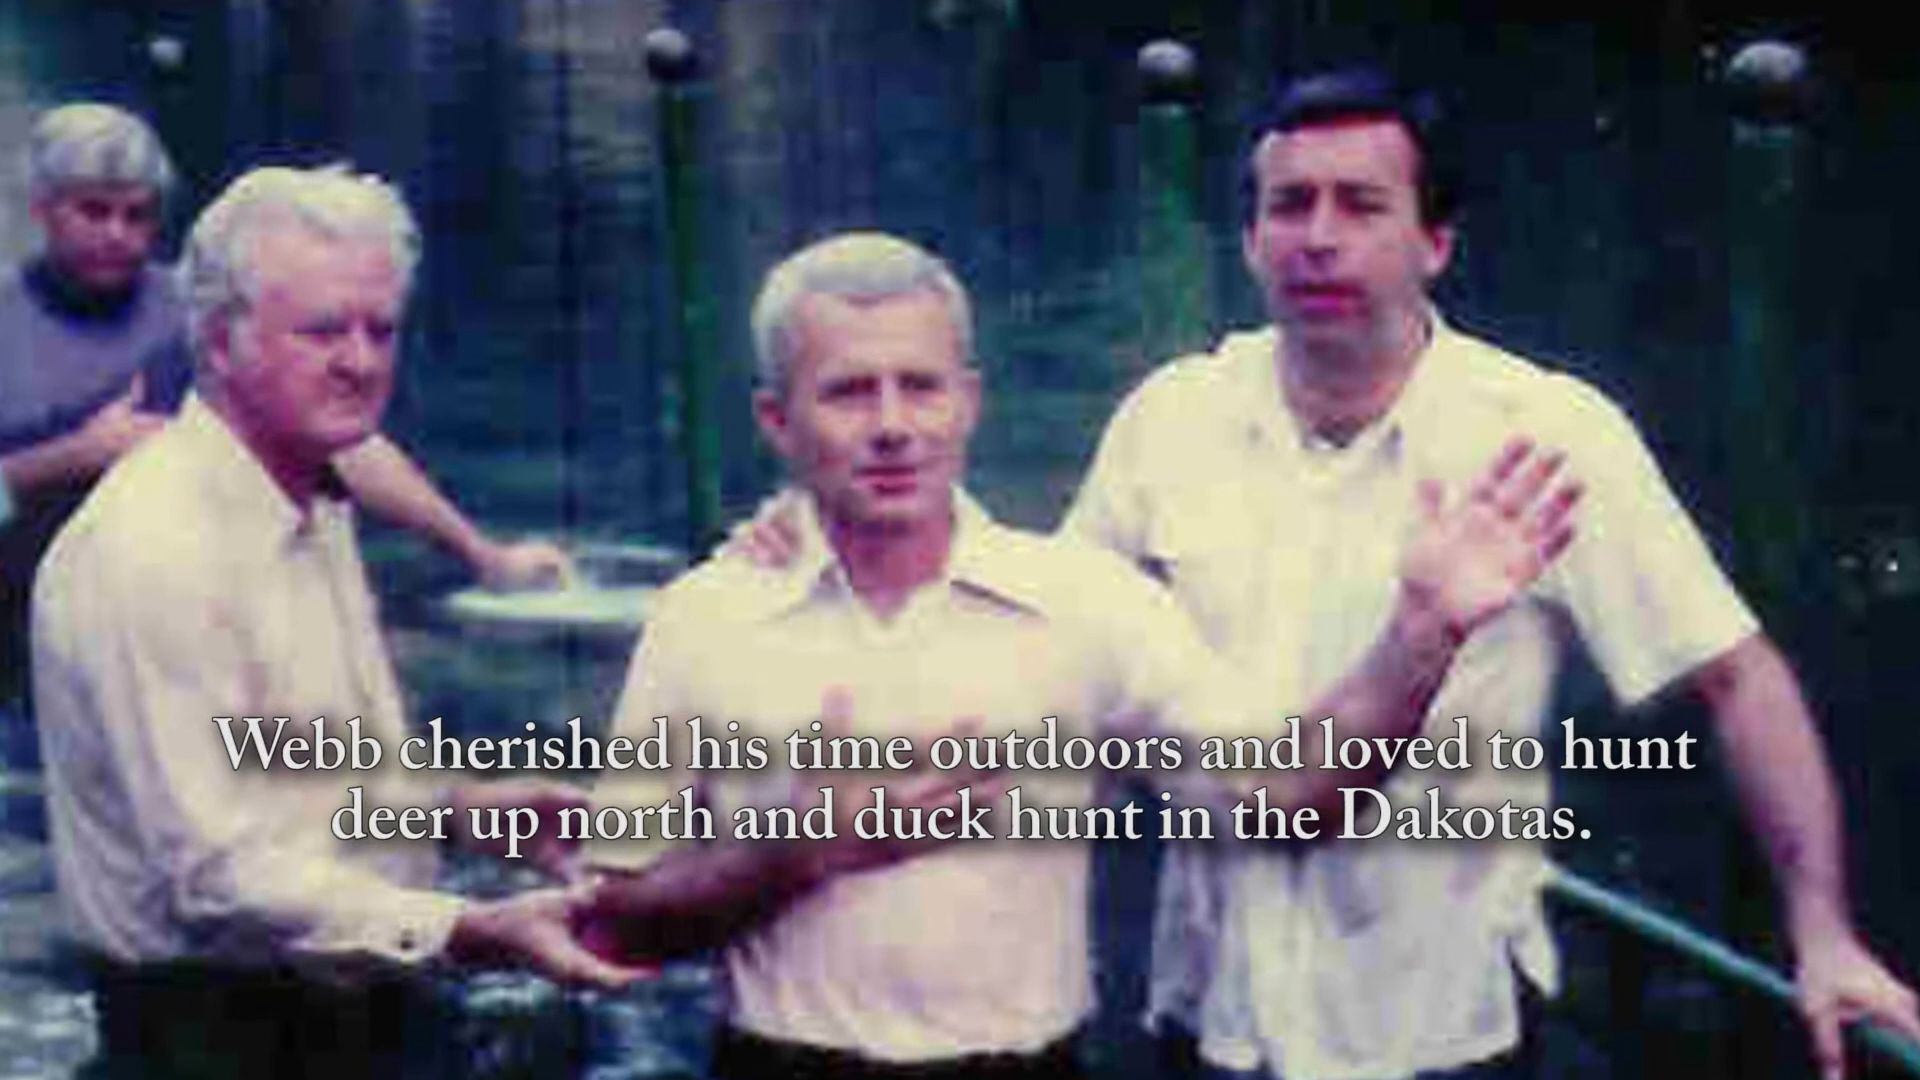 Webb cherished his time outdoors and loved to hunt
deer up north and duck hunt in the Dakotas.